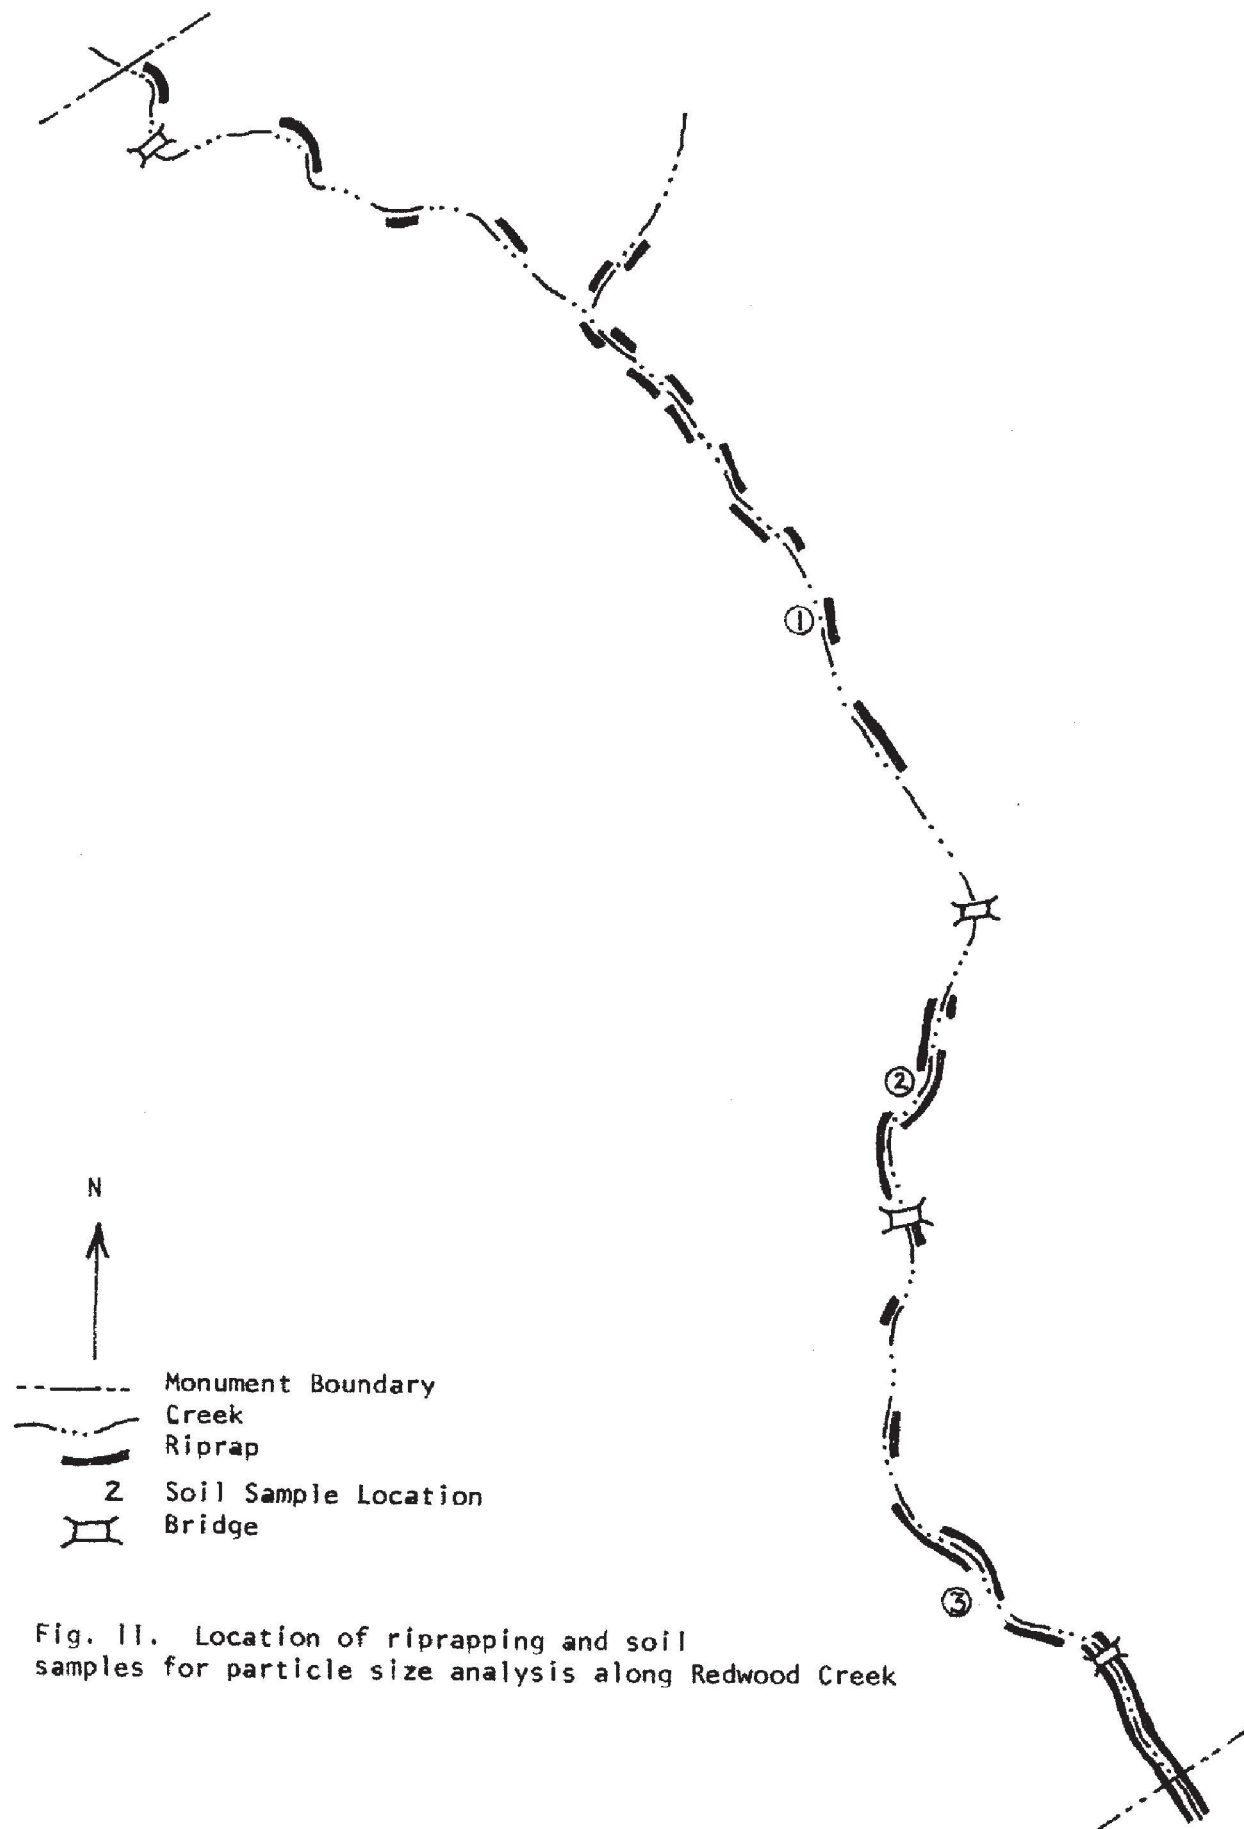 ①
②
N
Monument Boundary
Creek
Riprap
2 Soil Sample Location
Bridge
③
Fig. 11. Location of riprapping and soil
samples for particle size analysis along Redwood Creek